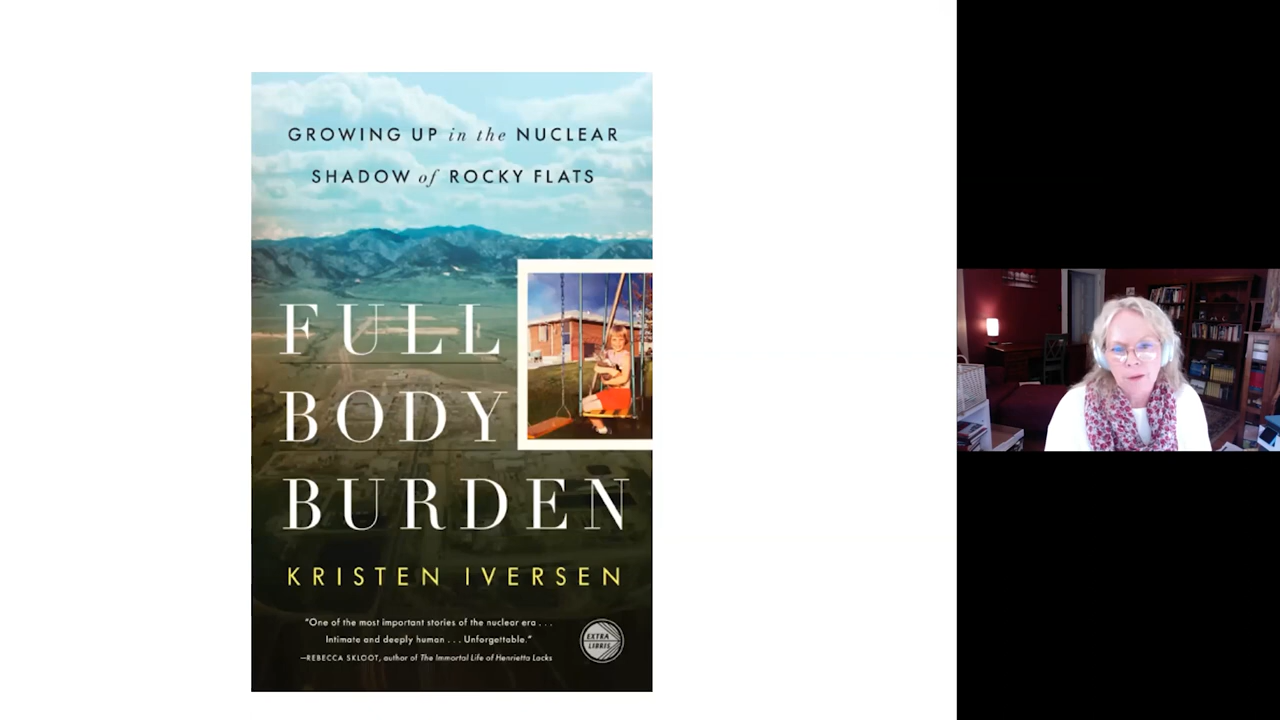 GROWING UP in the NUCLEAR
SHADOW of ROCKY FLATS
FULL
BODY
BURDEN
KRISTEN IVERSEN
"One of the most important stories of the nuclear era . . .
Intimate and deeply human . . . Unforgettable."
—REBECCA SKLOOT, author of The Immortal Life of Henrietta Lacks
EXTRA
LIBRIS